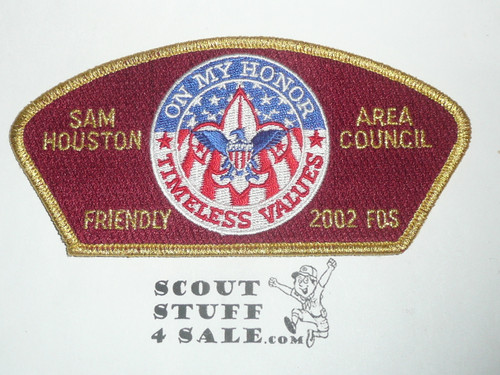 ON MY HONOR
SAM HOUSTON
AREA COUNCIL
TIMELESS VALUES
FRIENDLY
2002 FOS
SCOUT
STUFF
4 SALE.com